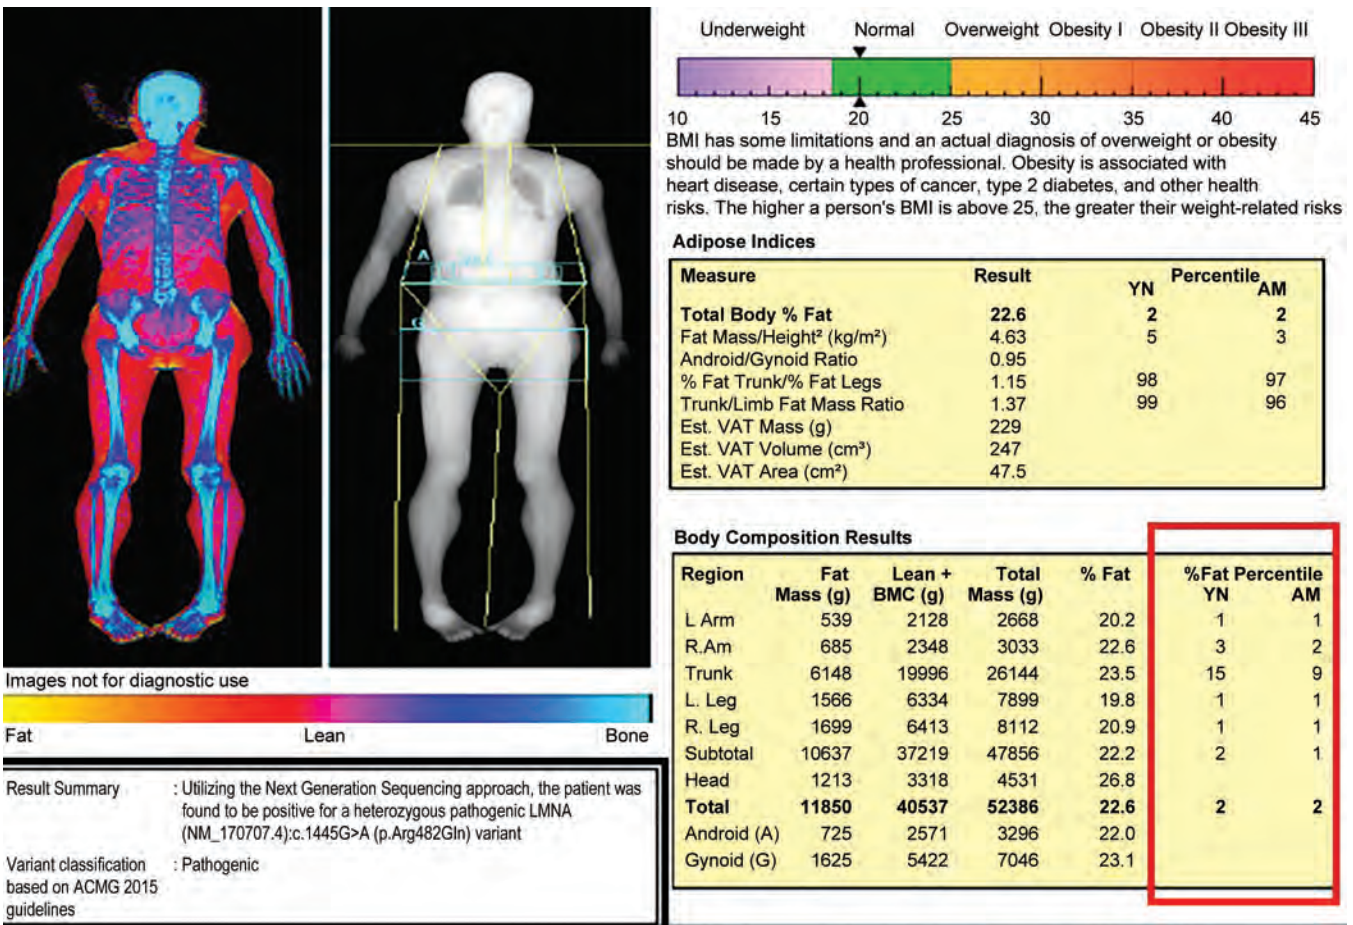 Underweight Normal Overweight Obesity I Obesity II Obesity III
10 15 20 25 30 35 40 45
BMI has some limitations and an actual diagnosis of overweight or obesity
should be made by a health professional. Obesity is associated with
heart disease, certain types of cancer, type 2 diabetes, and other health
risks. The higher a person's BMI is above 25, the greater their weight-related risks
Adipose Indices
Measure Result Percentile
YN AM
Total Body % Fat 22.6 2 2
Fat Mass/Height² (kg/m²) 4.63 5 3
Android/Gynoid Ratio 0.95
% Fat Trunk/% Fat Legs 1.15 98 97
Trunk/Limb Fat Mass Ratio 1.37 99 96
Est. VAT Mass (g) 229
Est. VAT Volume (cm³) 247
Est. VAT Area (cm²) 47.5
Body Composition Results
Region Fat Lean + Total % Fat %Fat Percentile
Mass (g) BMC (g) Mass (g) YN AM
L Arm 539 2128 2668 20.2 1 1
R.Am 685 2348 3033 22.6 3 2
Trunk 6148 19996 26144 23.5 15 9
L. Leg 1566 6334 7899 19.8 1 1
R. Leg 1699 6413 8112 20.9 1 1
Subtotal 10637 37219 47856 22.2 2 1
Head 1213 3318 4531 26.8
Total 11850 40537 52386 22.6 2 2
Android (A) 725 2571 3296 22.0
Gynoid (G) 1625 5422 7046 23.1
A
G
Images not for diagnostic use
Fat Lean Bone
Result Summary : Utilizing the Next Generation Sequencing approach, the patient was
found to be positive for a heterozygous pathogenic LMNA
(NM_170707.4):c.1445G>A (p.Arg482Gln) variant
Variant classification : Pathogenic
based on ACMG 2015
guidelines